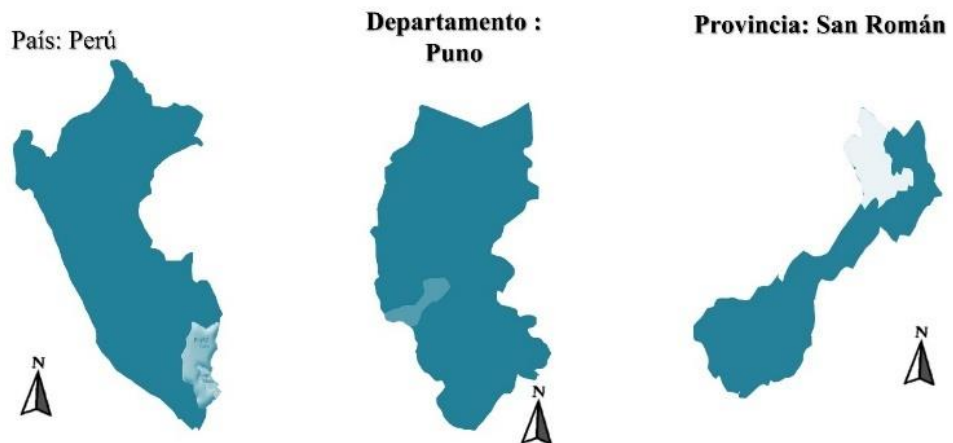 País: Perú
Departamento :
Puno
Provincia: San Román
N
N
N